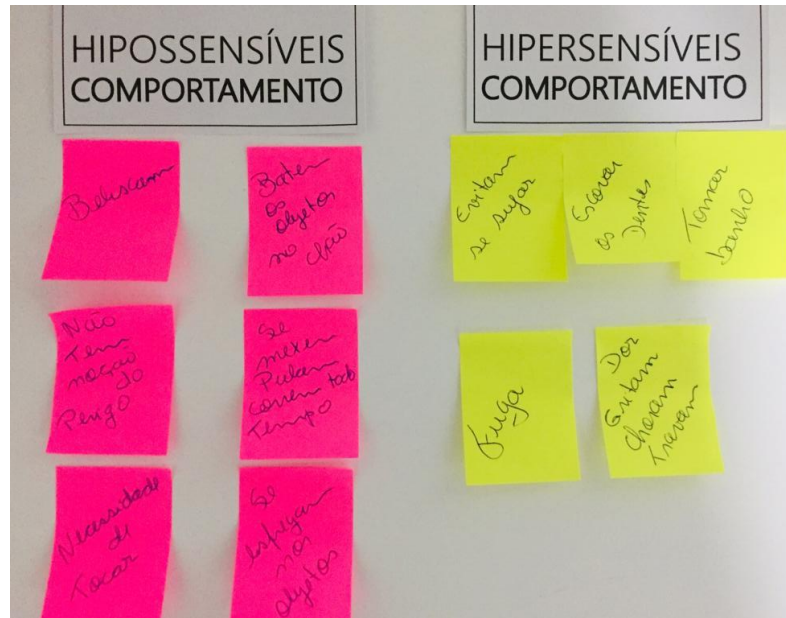 HIPOSSENSÍVEIS
COMPORTAMENTO
Beliscam
Batem
os
objetos
no chão
Não
Tem
noção do
Perigo
Se
mexem
Pulam
correm todo
Tempo
Necessidade
de
Tocar
Se
esfregam
nos
objetos
HIPERSENSÍVEIS
COMPORTAMENTO
Evitam
se sujar
Escovar
os Dentes
Tomar
banho
Fuga
Dor
Gritam
Choram
Travam